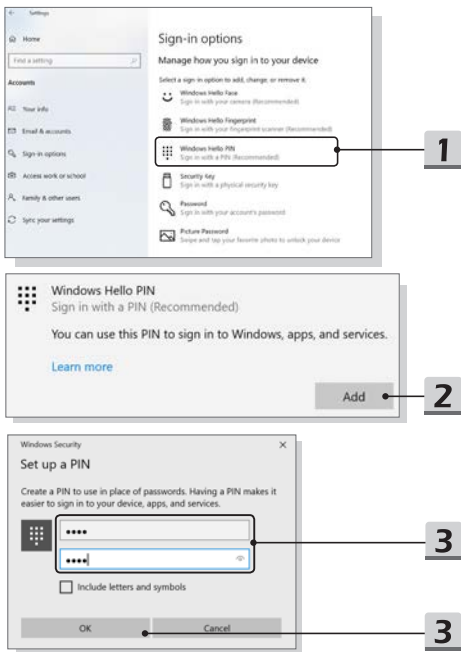 Settings
Home
Sign-in options
Find a setting
Manage how you sign in to your device
Accounts
Select a sign in option to add, change, or remove it.
Windows Hello Face
Sign in with your camera (Recommended)
Your info
Windows Hello Fingerprint
Sign in with your fingerprint scanner (Recommended)
Email & accounts
Sign-in options
Windows Hello PIN
Sign in with a PIN (Recommended)
1
Access work or school
Security Key
Sign in with a physical security key
Family & other users
Password
Sign in with your account's password
Sync your settings
Picture Password
Swipe and tap your favorite photo to unlock your device
Windows Hello PIN
Sign in with a PIN (Recommended)
You can use this PIN to sign in to Windows, apps, and services.
Learn more
Add
2
Windows Security
Set up a PIN
Create a PIN to use in place of passwords. Having a PIN makes it
easier to sign in to your device, apps, and services.
3
Include letters and symbols
OK
Cancel
3